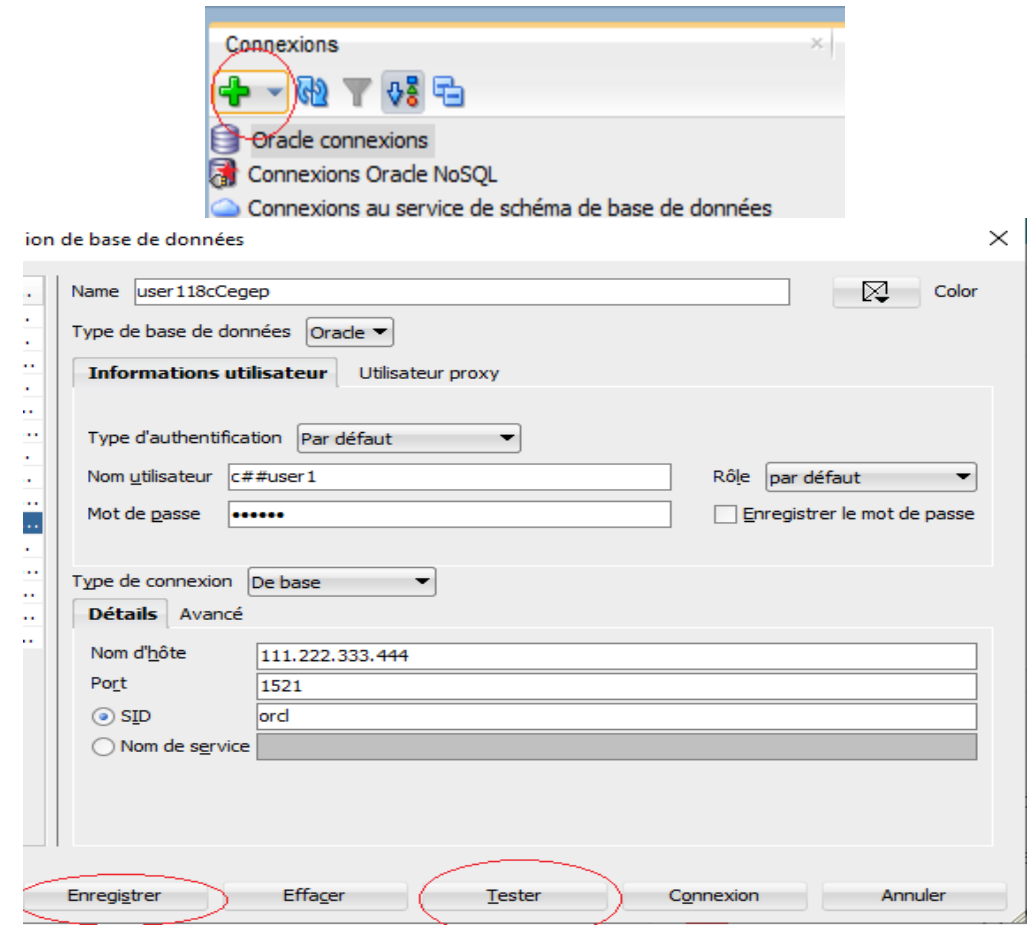 Connexions
Oracle connexions
Connexions Oracle NoSQL
Connexions au service de schéma de base de données
ion de base de données
Name user118cCegep Color
Type de base de données Oracle
Informations utilisateur Utilisateur proxy
Type d'authentification Par défaut
Nom utilisateur c##user1 Rôle par défaut
Mot de passe •••••• Enregistrer le mot de passe
Type de connexion De base
Détails Avancé
Nom d'hôte 111.222.333.444
Port 1521
SID orcl
Nom de service
Enregistrer Effacer Tester Connexion Annuler